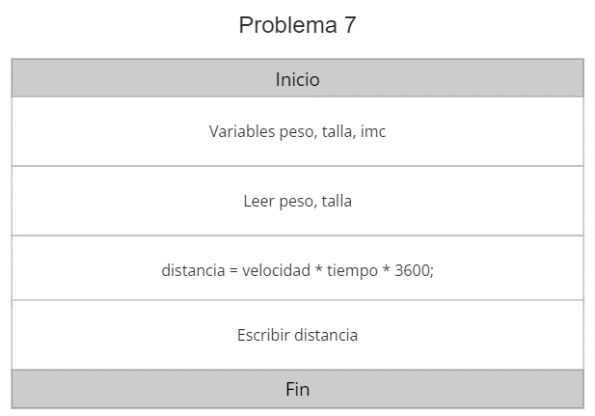 Problema 7
Inicio
Variables peso, talla, imc
Leer peso, talla
distancia = velocidad * tiempo * 3600;
Escribir distancia
Fin